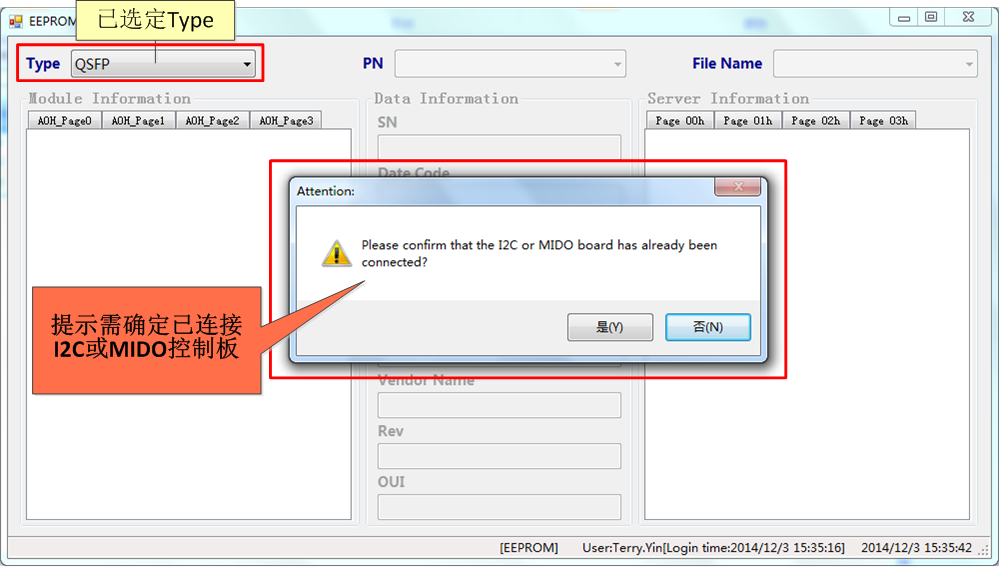 已选定Type
EEPROM
Type
QSFP
PN
File Name
Module Information
A0H_Page0
A0H_Page1
A0H_Page2
A0H_Page3
Data Information
SN
Date Code
Server Information
Page 00h
Page 01h
Page 02h
Page 03h
Attention:
Please confirm that the I2C or MIDO board has already been
connected?
是(Y)
否(N)
提示需确定已连接
I2C或MIDO控制板
Vendor Name
Rev
OUI
[EEPROM]
User:Terry.Yin[Login time:2014/12/3 15:35:16]
2014/12/3 15:35:42